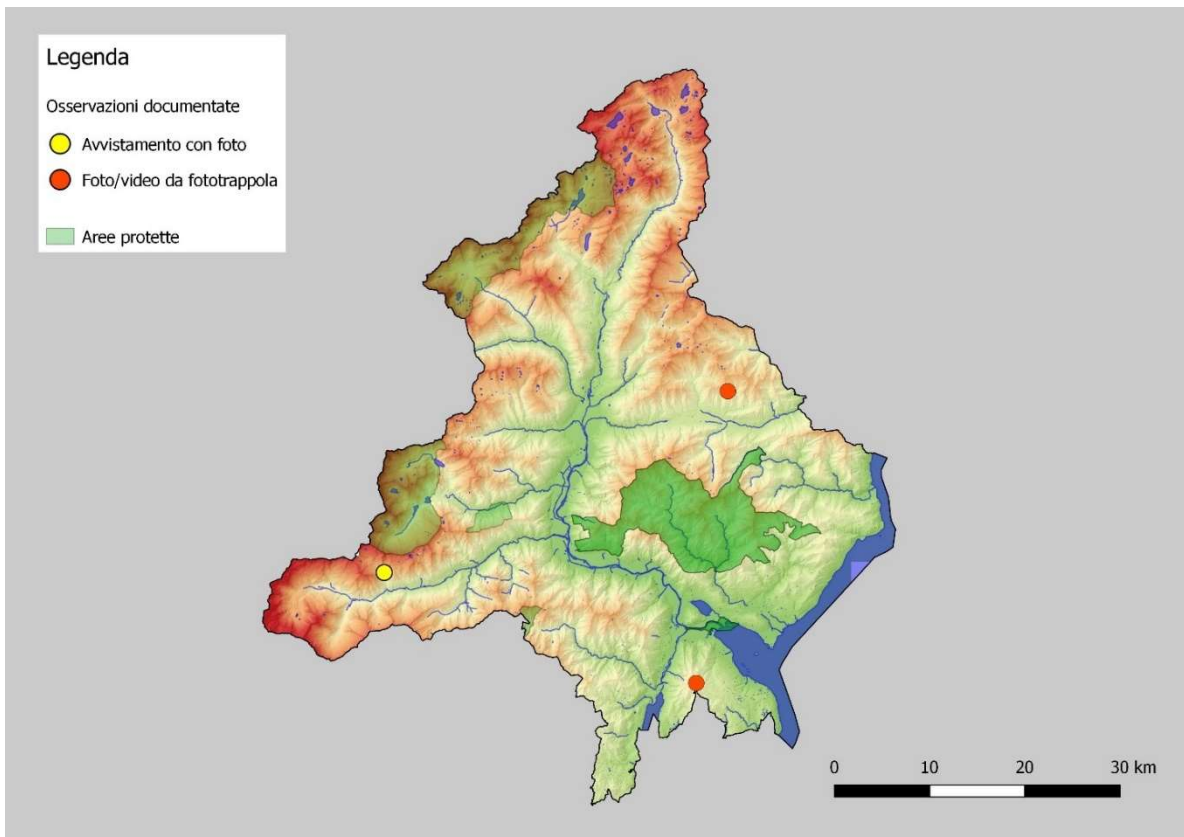 Legenda
Osservazioni documentate
Avvistamento con foto
Foto/video da fototrappola
Aree protette
0 10 20 30 km